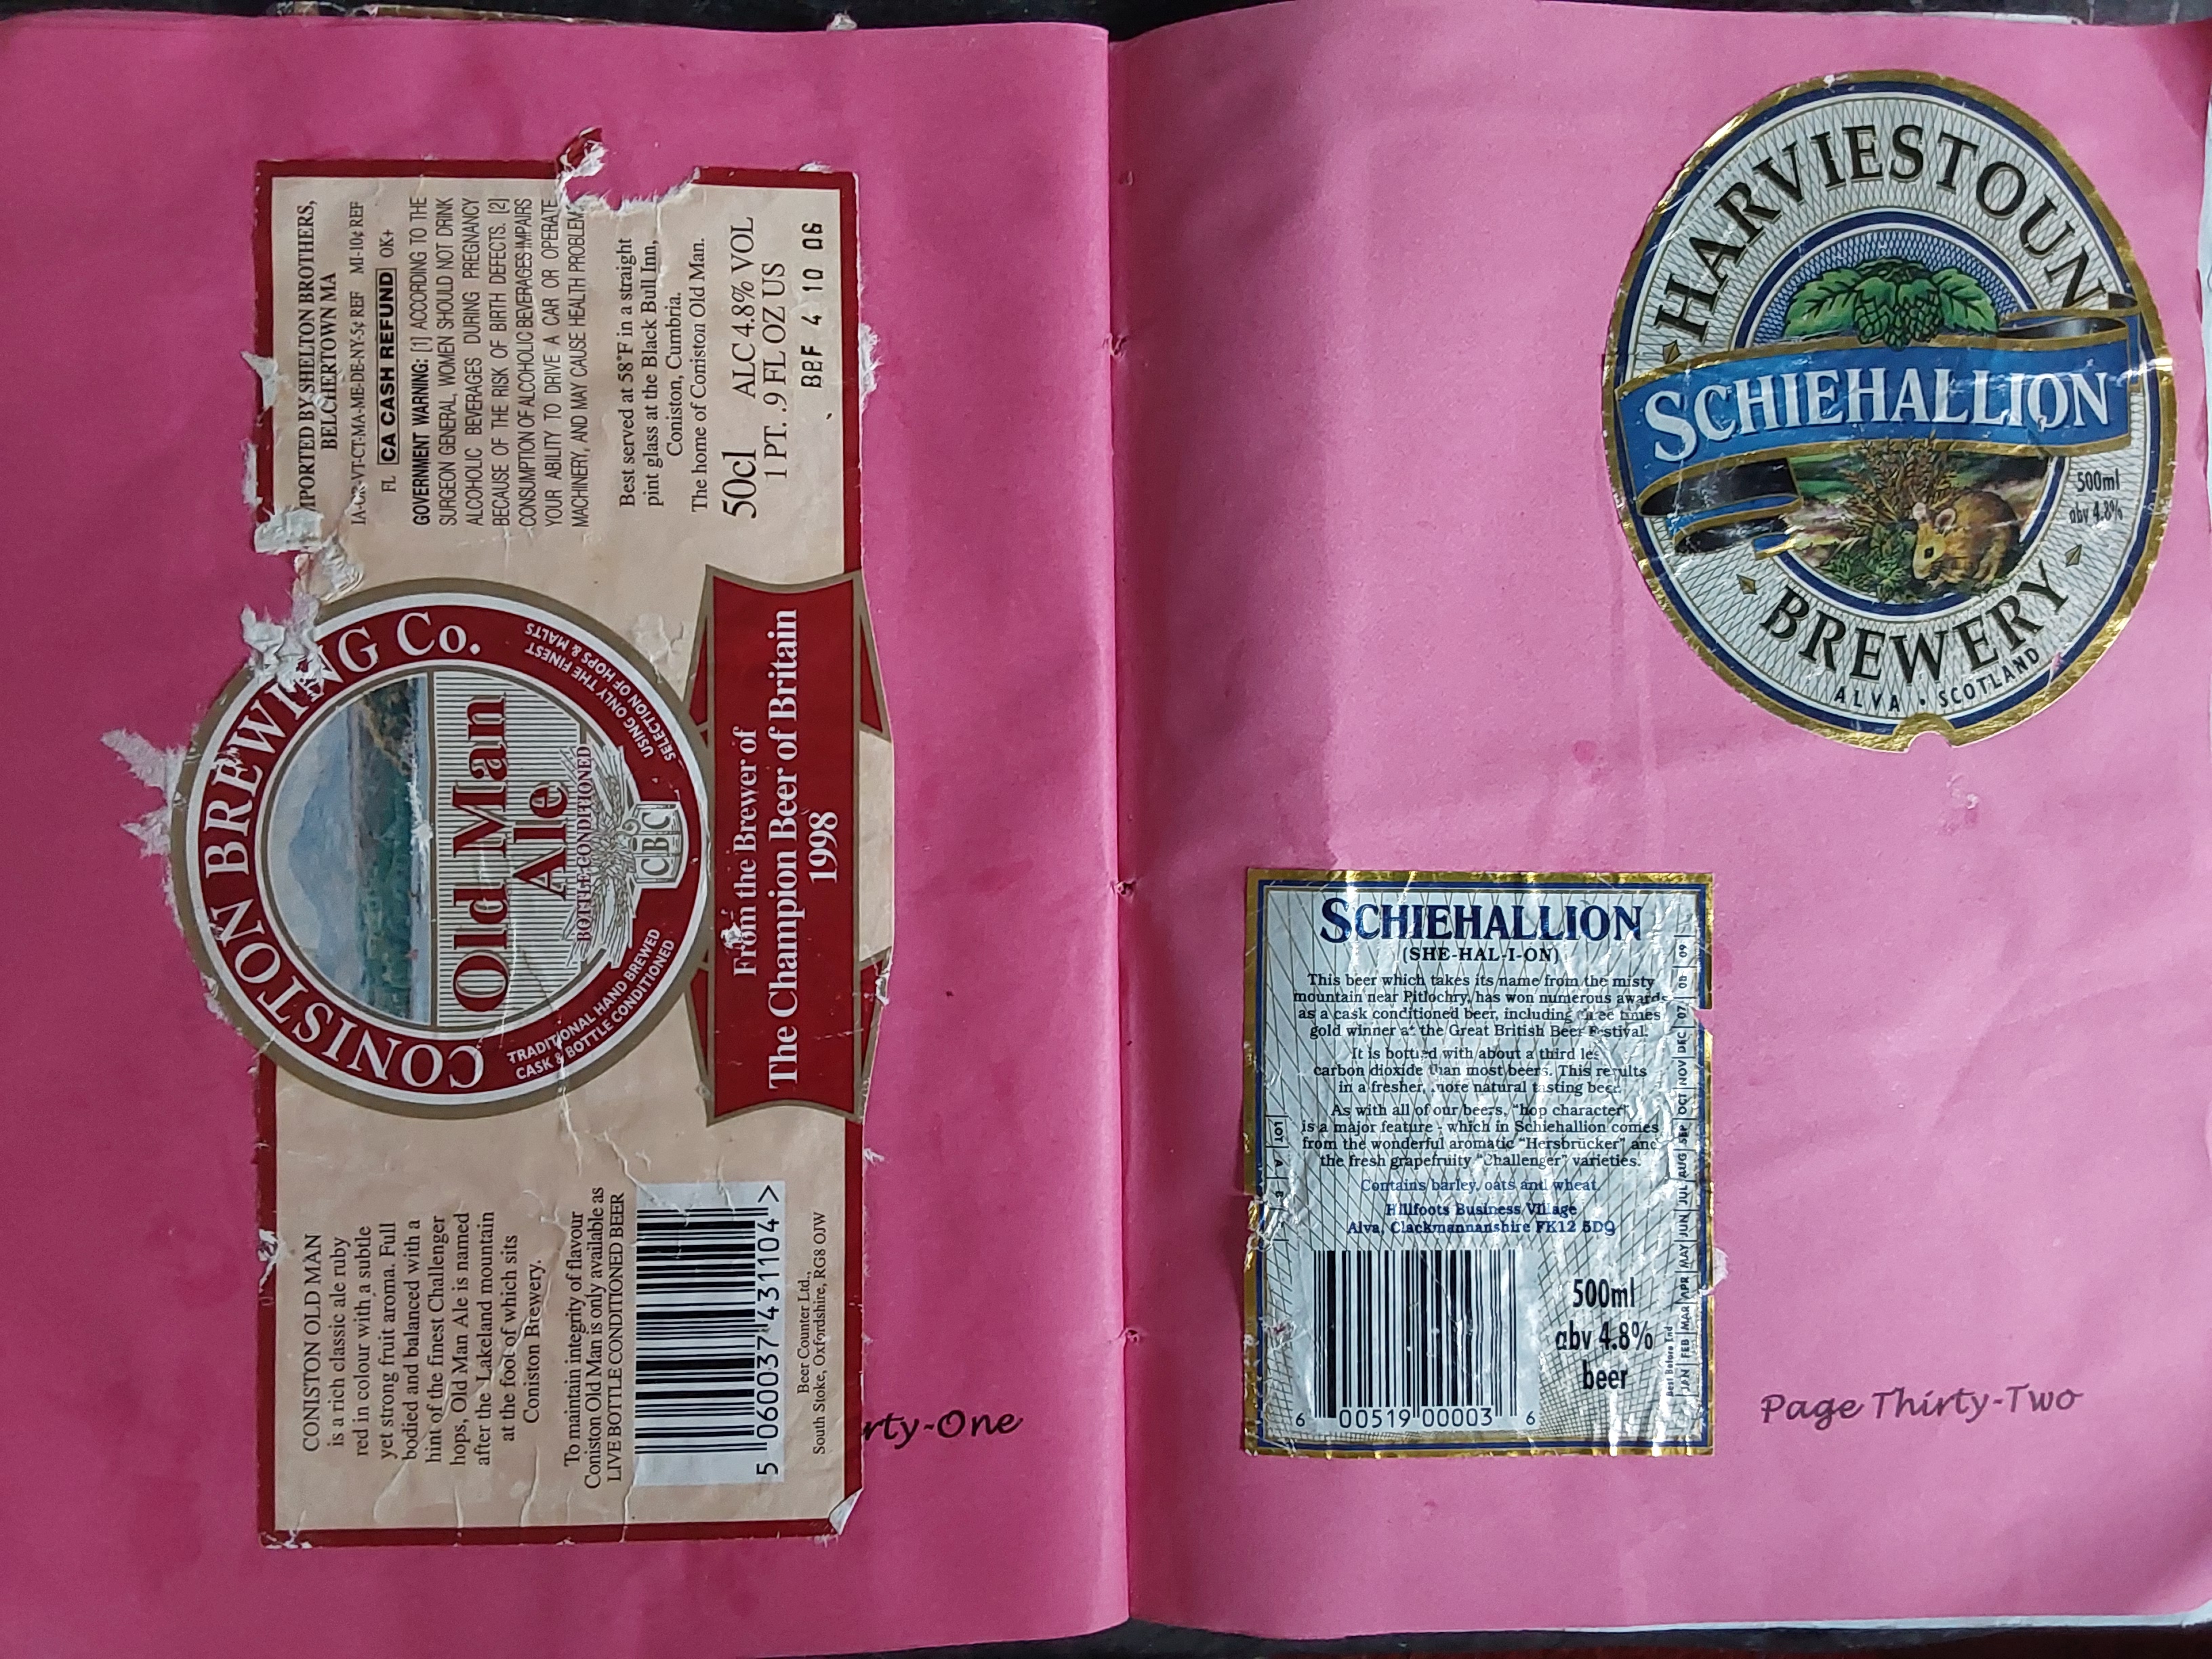 CONISTON OLD MAN
is a rich classic ale ruby
red in colour with a subtle
yet strong fruit aroma. Full
bodied and balanced with a
hint of the finest Challenger
hops, Old Man Ale is named
after the Lakeland mountain
at the foot of which sits
Coniston Brewery.
To maintain integrity of flavour
Coniston Old Man is only available as
LIVE BOTTLE CONDITIONED BEER
5 060037 431104 >
Beer Counter Ltd.,
South Stoke, Oxfordshire, RG8 OJW
CONISTON BREWING Co.
Old Man
Ale
BOTTLE CONDITIONED
CBC
TRADITIONAL HAND BREWED
CASK & BOTTLE CONDITIONED
USING ONLY THE FINEST
SELECTION OF HOPS & MALTS
From the Brewer of
The Champion Beer of Britain
1998
BY SHELTON BROTHERS,
BELCHERTOWN MA
MA-ME-DE-NY-5¢ REF MI-10¢ REF
FL CA CASH REFUND OK+
GOVERNMENT WARNING: [1] ACCORDING TO THE
SURGEON GENERAL, WOMEN SHOULD NOT DRINK
ALCOHOLIC BEVERAGES DURING PREGNANCY
BECAUSE OF THE RISK OF BIRTH DEFECTS. [2]
CONSUMPTION OF ALCOHOLIC BEVERAGES IMPAIRS
YOUR ABILITY TO DRIVE A CAR OR OPERATE
MACHINERY, AND MAY CAUSE HEALTH PROBLEM
Best served at 58°F in a straight
pint glass at the Black Bull Inn,
Coniston, Cumbria.
The home of Coniston Old Man.
50cl ALC 4.8% VOL
1 PT. .9 FL OZ US
BBF 4 10 06
rty-One
HARVIESTOUN
SCHIEHALLION
500ml
abv 4.8%
BREWERY
ALVA • SCOTLAND
SCHIEHALLION
(SHE-HAL-I-ON)
This beer which takes its name from the misty
mountain near Pitlochry, has won numerous awards
as a cask conditioned beer, including three times
gold winner at the Great British Beer Festival.
It is bottled with about a third les
carbon dioxide than most beers. This results
in a fresher, more natural tasting beer.
As with all of our beers, "hop character"
is a major feature - which in Schiehallion comes
from the wonderful aromatic "Hersbrucker" and
the fresh grapefruity "Challenger" varieties.
Contains barley, oats and wheat.
Hillfoots Business Village
Alva, Clackmannanshire FK12 5DQ
6 00519 00003 6
500ml
abv 4.8%
beer
LOT A B
Best Before End
JAN FEB MAR APR MAY JUN JUL AUG SEP OCT NOV DEC 07 08 09
Page Thirty-Two